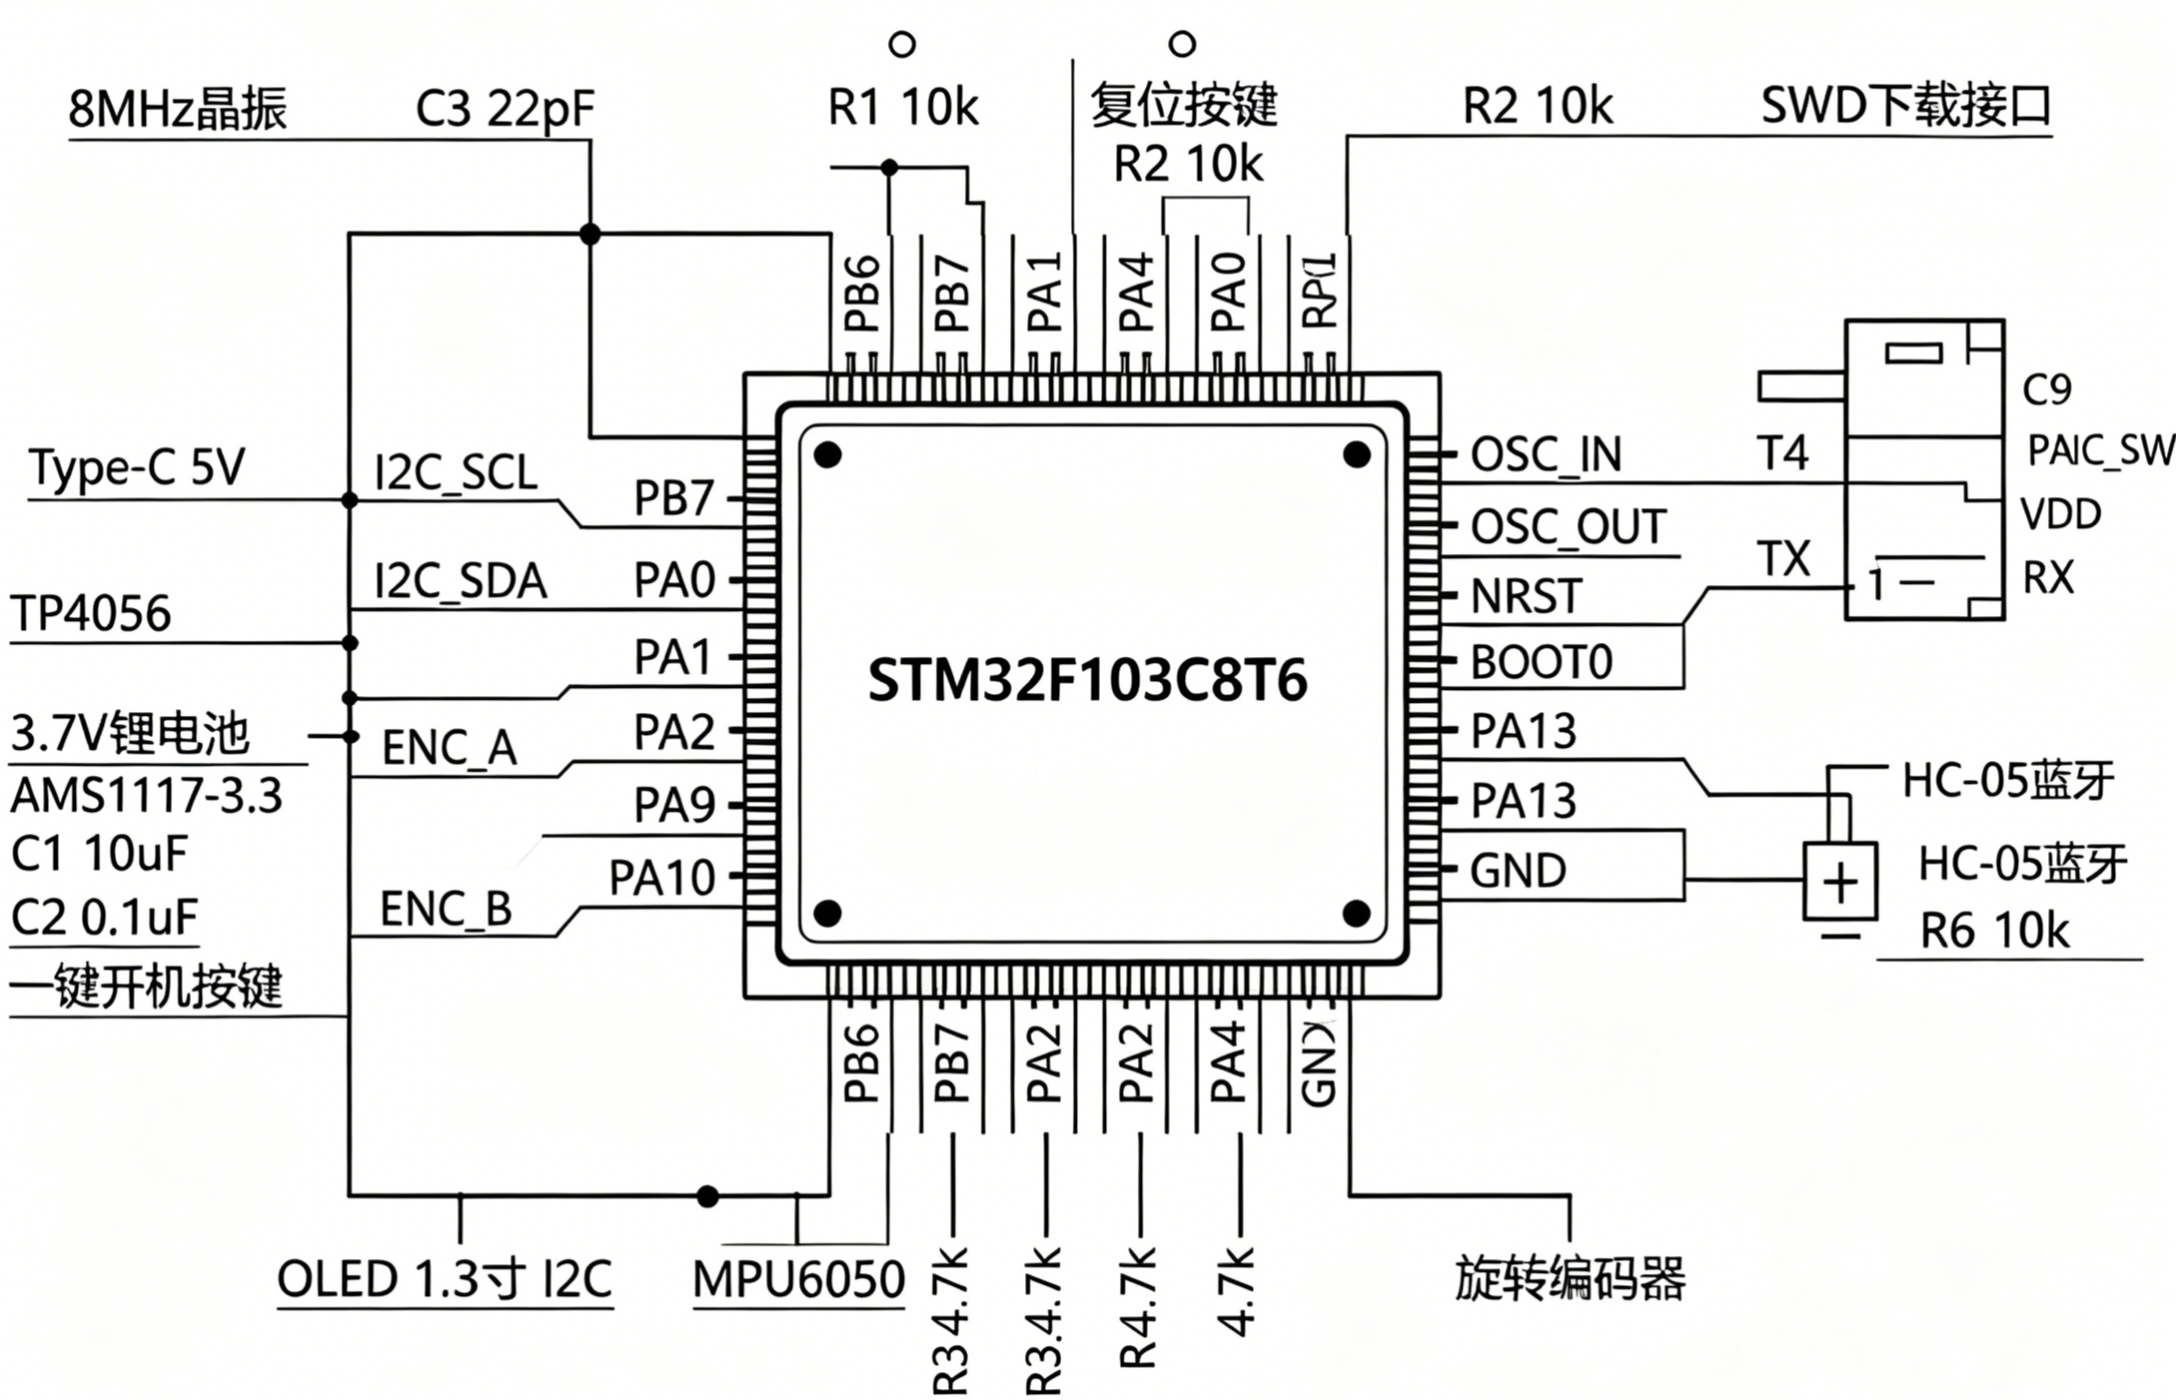 8MHz晶振
C3 22pF
R1 10k
复位按键
R2 10k
R2 10k
SWD下载接口
PB6
PB7
PA1
PA4
PA0
Type-C 5V
TP4056
3.7V锂电池
AMS1117-3.3
C1 10uF
C2 0.1uF
一键开机按键
I2C_SCL
I2C_SDA
ENC_A
ENC_B
PB7
PA0
PA1
PA2
PA9
PA10
STM32F103C8T6
OSC_IN
OSC_OUT
NRST
BOOT0
PA13
PA13
GND
T4
TX
1
C9
PAIC_SW
VDD
RX
HC-05蓝牙
HC-05蓝牙
+
R6 10k
PB6
PB7
PA2
PA2
PA4
OLED 1.3寸 I2C
MPU6050
R3 4.7k
R3.4.7k
R4.7k
4.7k
旋转编码器